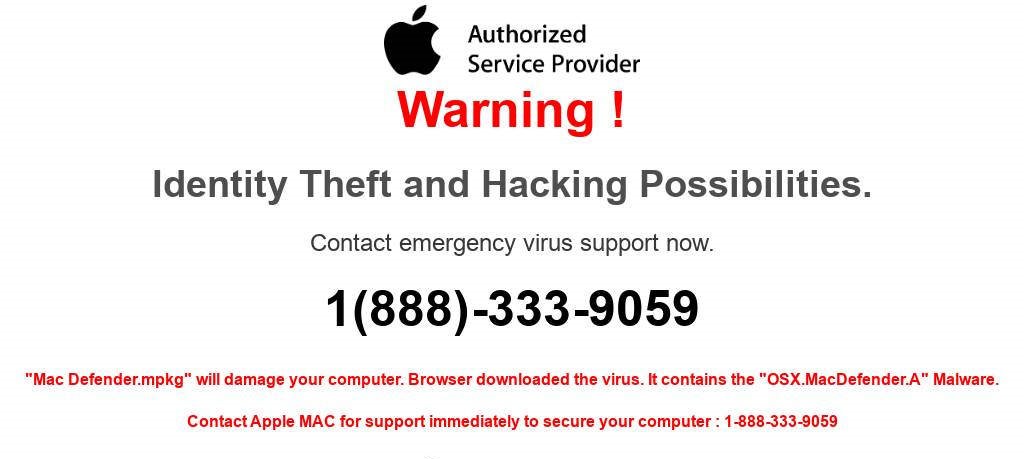 Authorized
Service Provider
Warning !
Identity Theft and Hacking Possibilities.
Contact emergency virus support now.
1(888)-333-9059
"Mac Defender.mpkg" will damage your computer. Browser downloaded the virus. It contains the "OSX.MacDefender.A" Malware.
Contact Apple MAC for support immediately to secure your computer : 1-888-333-9059